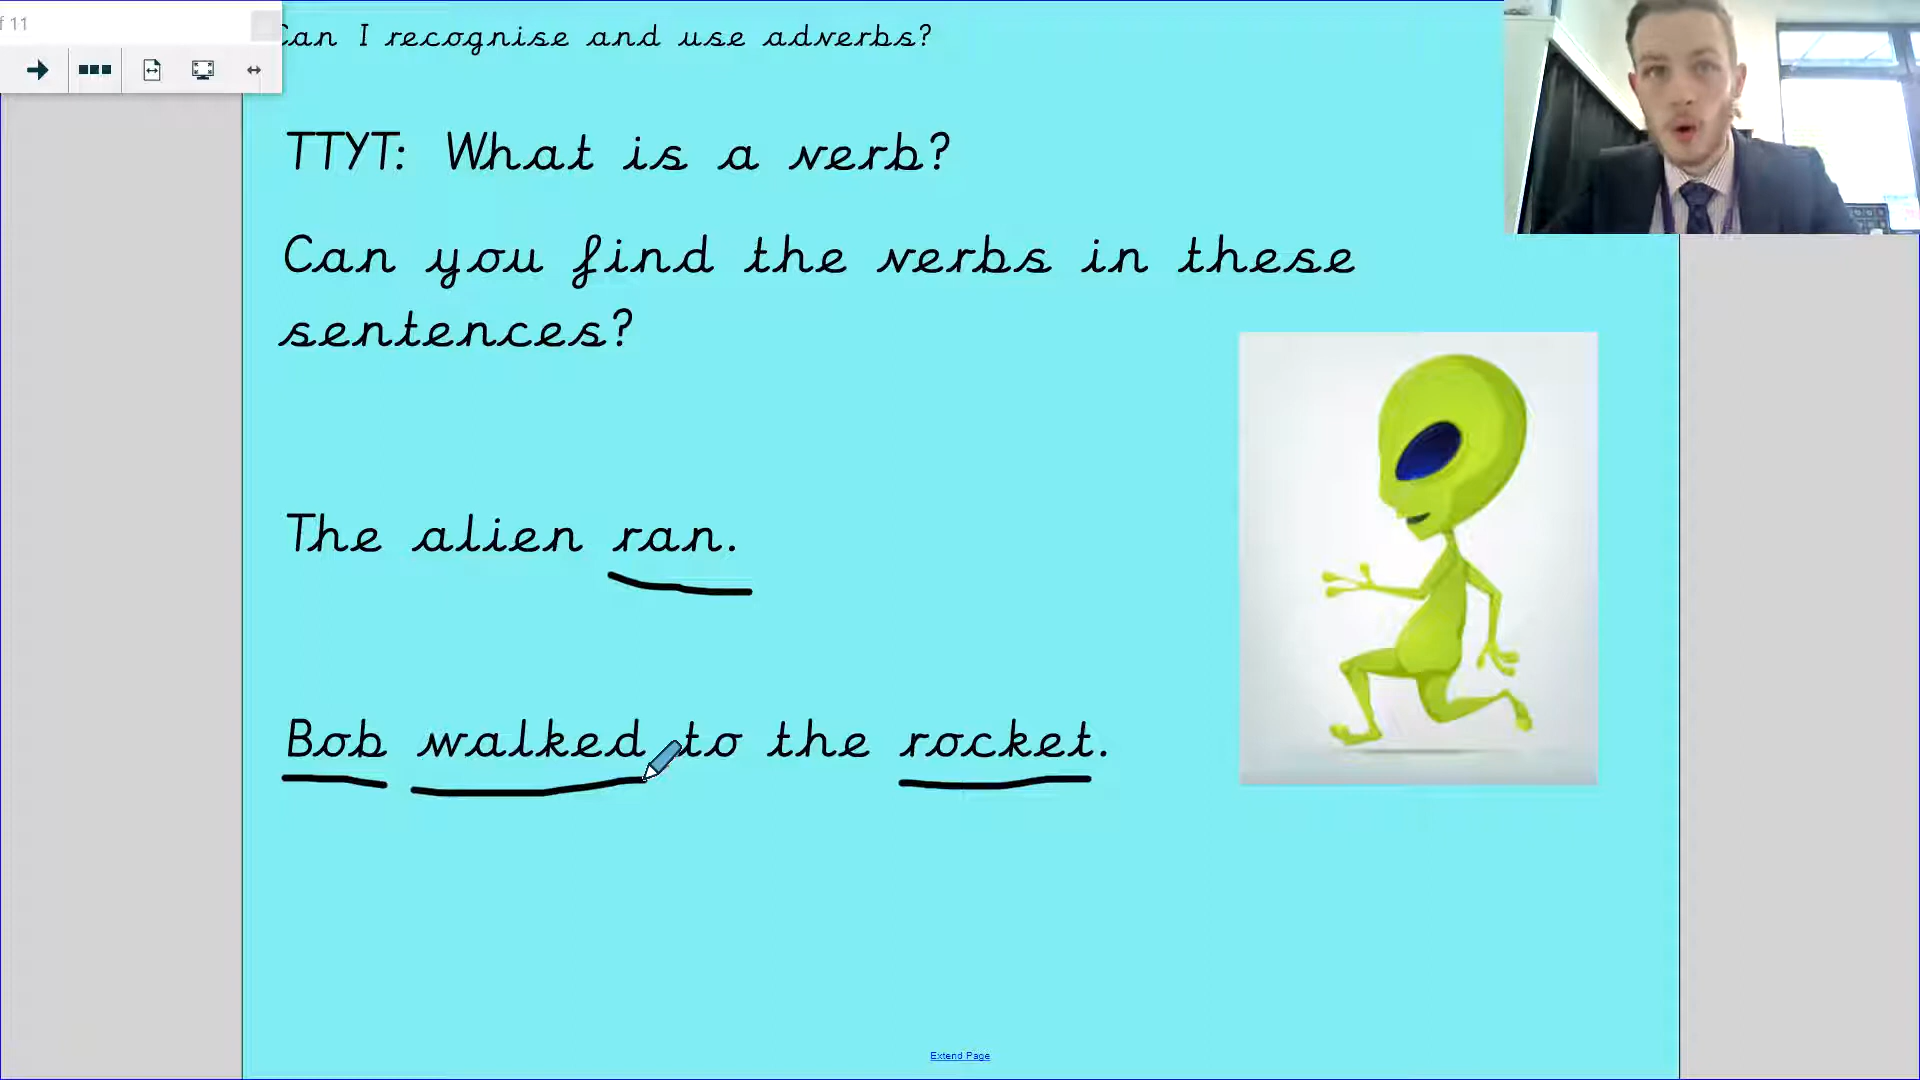 f 11
Can I recognise and use adverbs?
TTYT: What is a verb?
Can you find the verbs in these
sentences?
The alien ran.
Bob walked to the rocket.
Extend Page